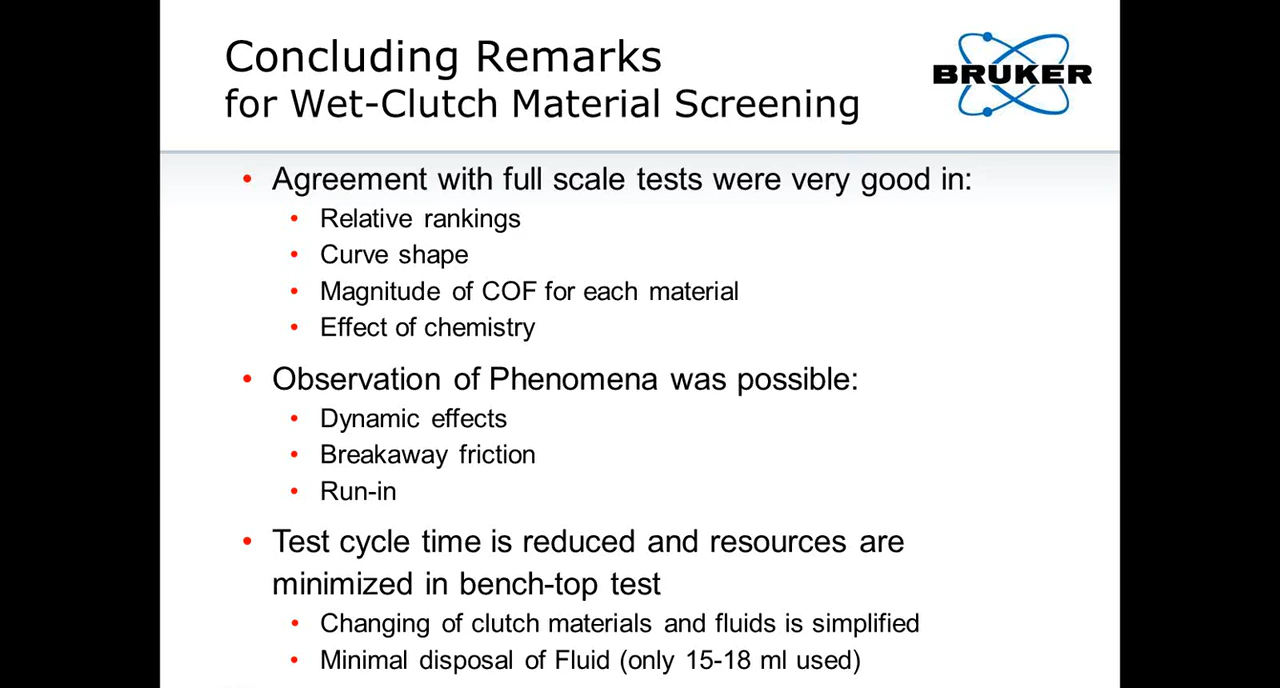 Concluding Remarks
for Wet-Clutch Material Screening
BRUKER
• Agreement with full scale tests were very good in:
• Relative rankings
• Curve shape
• Magnitude of COF for each material
• Effect of chemistry
• Observation of Phenomena was possible:
• Dynamic effects
• Breakaway friction
• Run-in
• Test cycle time is reduced and resources are
minimized in bench-top test
• Changing of clutch materials and fluids is simplified
• Minimal disposal of Fluid (only 15-18 ml used)